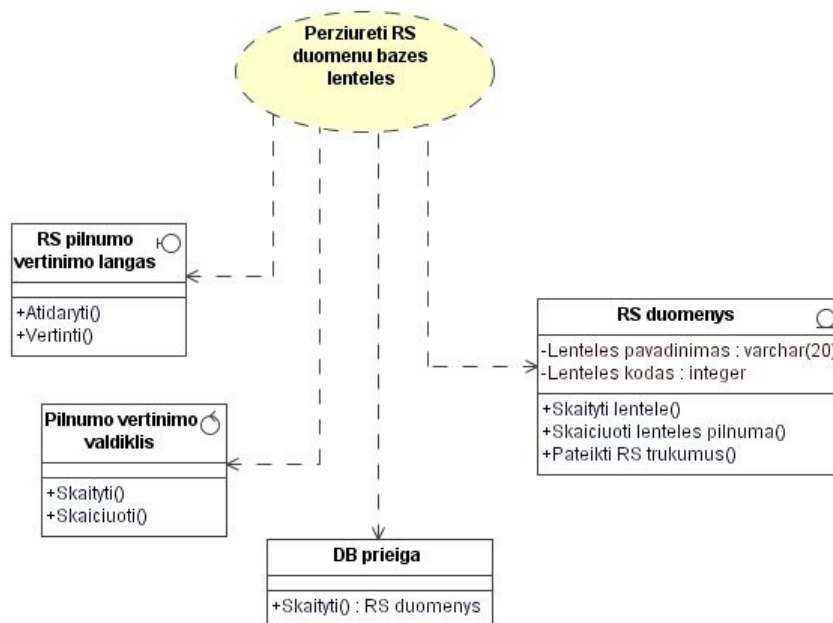 Perziureti RS
duomenu bazes
lenteles
RS pilnumo
vertinimo langas
+Atidaryti()
+Vertinti()
RS duomenys
-Lenteles pavadinimas : varchar(20)
-Lenteles kodas : integer
+Skaityti lentele()
+Skaiciuoti lenteles pilnuma()
+Pateikti RS trukumus()
Pilnumo vertinimo
valdiklis
+Skaityti()
+Skaiciuoti()
DB prieiga
+Skaityti() : RS duomenys